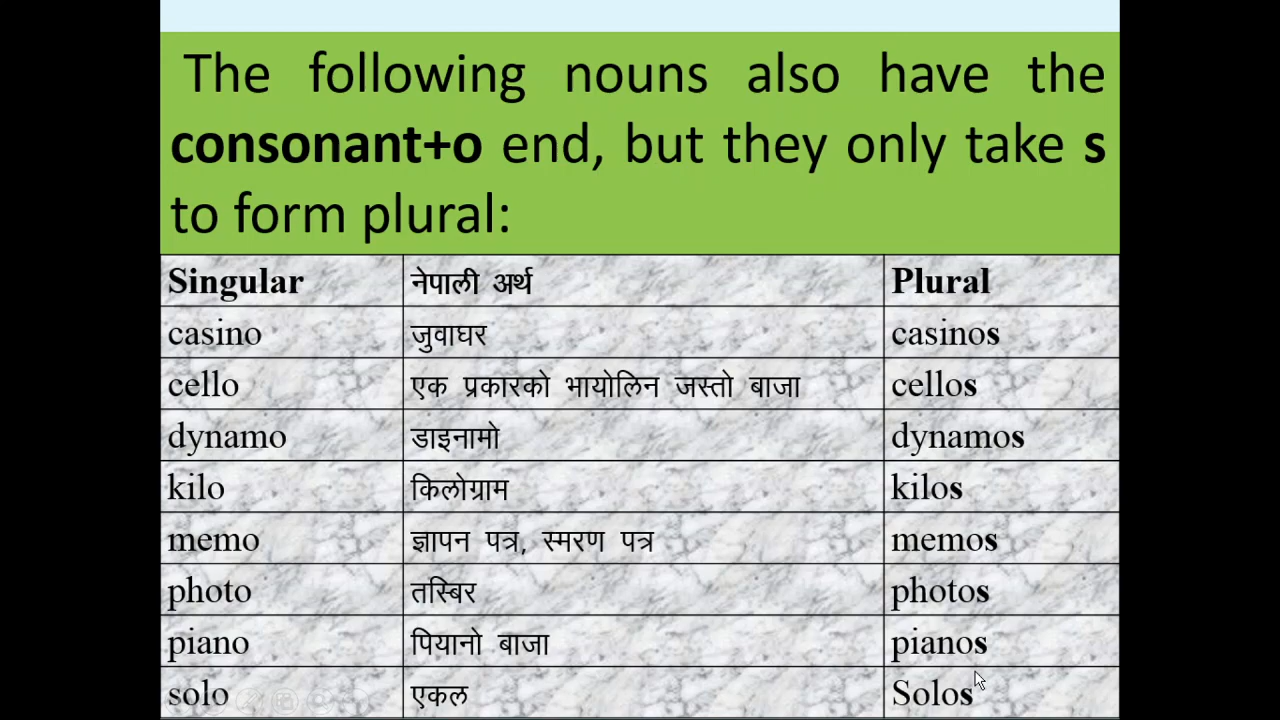 The following nouns also have the
consonant+o end, but they only take s
to form plural:
Singular नेपाली अर्थ Plural
casino जुवाघर casinos
cello एक प्रकारको भायोलिन जस्तो बाजा cellos
dynamo डाइनामो dynamos
kilo किलोग्राम kilos
memo ज्ञापन पत्र, स्मरण पत्र memos
photo तस्बिर photos
piano पियानो बाजा pianos
solo एकल Solos